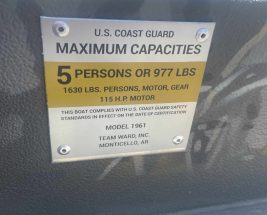 U.S. COAST GUARD
MAXIMUM CAPACITIES
5 PERSONS OR 977 LBS
1630 LBS. PERSONS, MOTOR, GEAR
115 H.P. MOTOR
THIS BOAT COMPLIES WITH U.S. COAST GUARD SAFETY
STANDARDS IN EFFECT ON THE DATE OF CERTIFICATION
MODEL 1961
TEAM WARD, INC.
MONTICELLO, AR